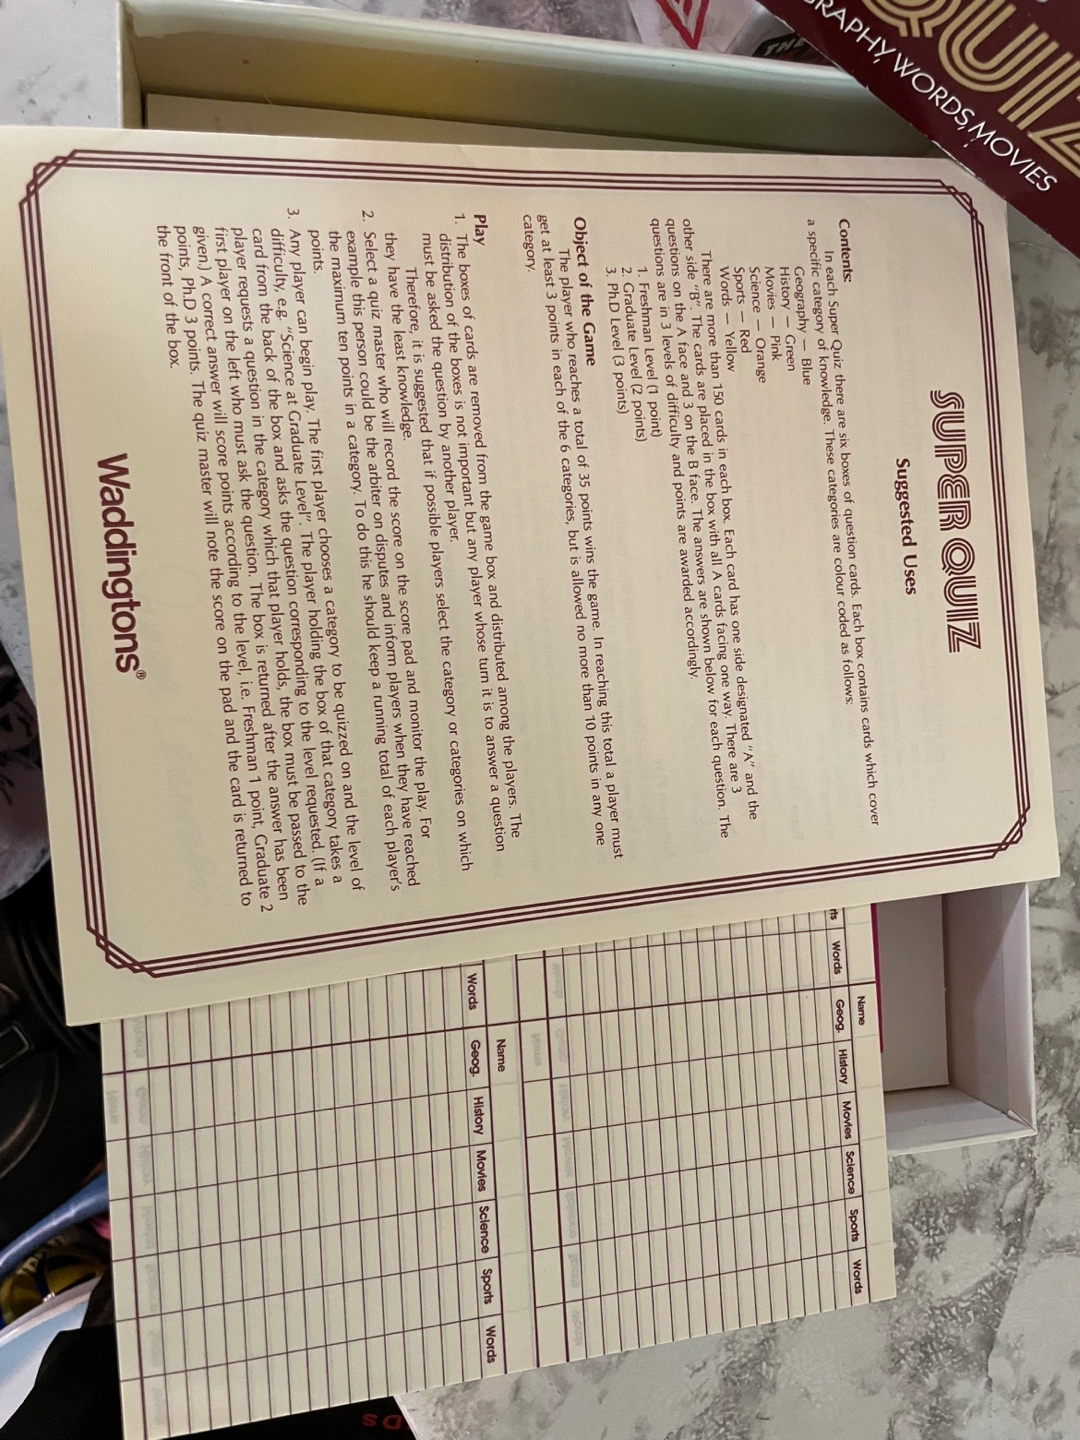 SUPER QUIZ
Suggested Uses
Contents:
In each Super Quiz there are six boxes of question cards. Each box contains cards which cover
a specific category of knowledge. These categories are colour coded as follows:
Geography — Blue
History — Green
Movies — Pink
Science — Orange
Sports — Red
Words — Yellow
There are more than 150 cards in each box. Each card has one side designated "A" and the
other side "B". The cards are placed in the box with all A cards facing one way. There are 3
questions on the A face and 3 on the B face. The answers are shown below for each question. The
questions are in 3 levels of difficulty and points are awarded accordingly.
1. Freshman Level (1 point)
2. Graduate Level (2 points)
3. Ph.D Level (3 points)
Object of the Game
The player who reaches a total of 35 points wins the game. In reaching this total a player must
get at least 3 points in each of the 6 categories, but is allowed no more than 10 points in any one
category.
Play
1. The boxes of cards are removed from the game box and distributed among the players. The
distribution of the boxes is not important but any player whose turn it is to answer a question
must be asked the question by another player.
Therefore, it is suggested that if possible players select the category or categories on which
they have the least knowledge.
2. Select a quiz master who will record the score on the score pad and monitor the play. For
example this person could be the arbiter on disputes and inform players when they have reached
the maximum ten points in a category. To do this he should keep a running total of each player's
points.
3. Any player can begin play. The first player chooses a category to be quizzed on and the level of
difficulty, e.g. "Science at Graduate Level". The player holding the box of that category takes a
card from the back of the box and asks the question corresponding to the level requested. (If a
player requests a question in the category which that player holds, the box must be passed to the
first player on the left who must ask the question. The box is returned after the answer has been
given.) A correct answer will score points according to the level, i.e. Freshman 1 point, Graduate 2
points, Ph.D 3 points. The quiz master will note the score on the pad and the card is returned to
the front of the box.
Waddingtons®
QUIZ
GRAPHY, WORDS, MOVIES
THE
Name
rts Words Geog. History Movies Science Sports Words
Name
Words Geog. History Movies Science Sports Words